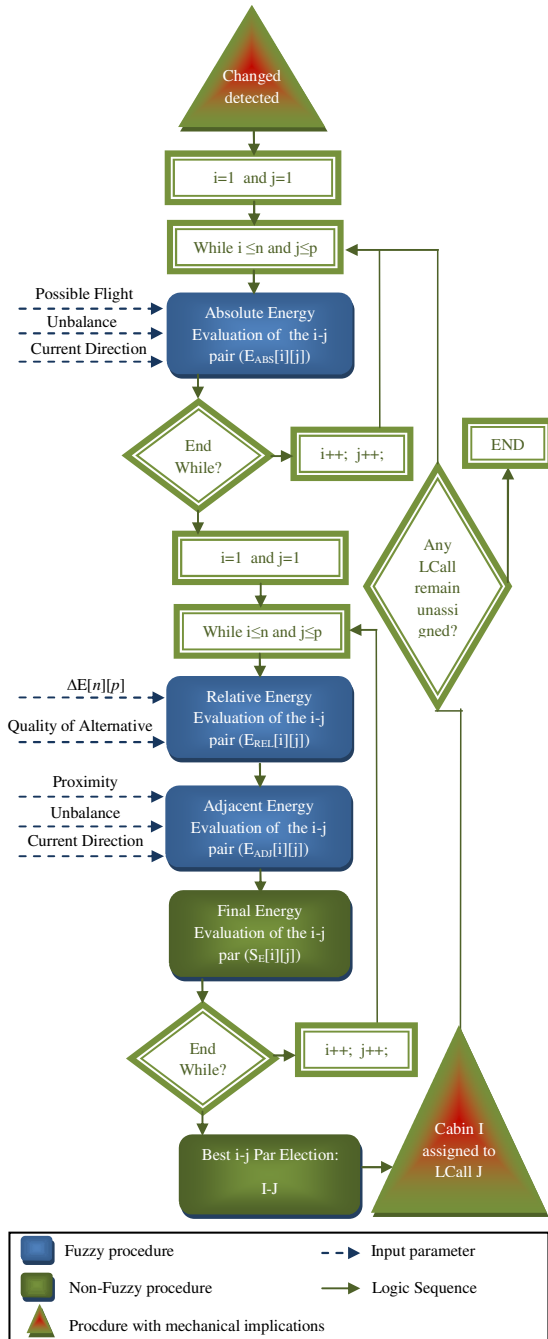 Changed
detected
i=1 and j=1
While i ≤n and j≤p
Possible Flight
Unbalance
Current Direction
Absolute Energy
Evaluation of the i-j
pair (EABS[i][j])
End
While?
i++; j++;
END
Any
LCall
remain
unassi
gned?
i=1 and j=1
While i≤n and j≤p
ΔE[n][p]
Quality of Alternative
Relative Energy
Evaluation of the i-j
pair (EREL[i][j])
Proximity
Unbalance
Current Direction
Adjacent Energy
Evaluation of the i-j
pair (EADJ[i][j])
Final Energy
Evaluation of the i-j
par (SE[i][j])
End
While?
i++; j++;
Best i-j Par Election:
I-J
Cabin I
assigned to
LCall J
Fuzzy procedure
Input parameter
Non-Fuzzy procedure
Logic Sequence
Procdure with mechanical implications